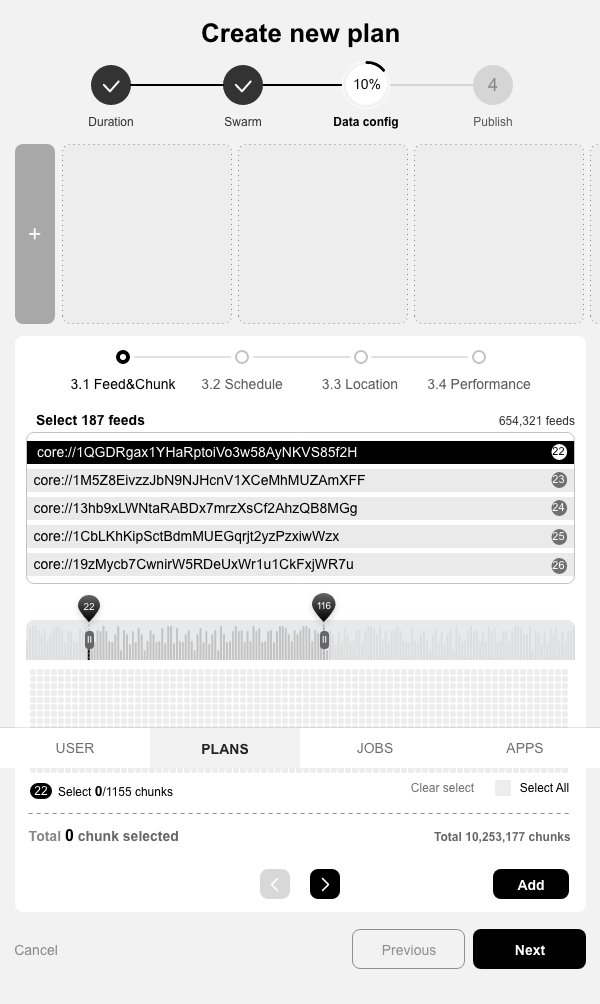 Create new plan
10%
4
Duration
Swarm
Data config
Publish
+
3.1 Feed&Chunk
3.2 Schedule
3.3 Location
3.4 Performance
Select 187 feeds
654,321 feeds
core://1QGDRgax1YHaRptoiVo3w58AyNKVS85f2H
22
core://1M5Z8EivzzJbN9NJHcnV1XCeMhMUZAmXFF
23
core://13hb9xLWNtaRABDx7mrzXsCf2AhzQB8MGg
24
core://1CbLKhKipSctBdmMUEGqrjt2yzPzxiwWzx
25
core://19zMycb7CwnirW5RDeUxWr1u1CkFxjWR7u
26
22
116
USER
PLANS
JOBS
APPS
22 Select 0/1155 chunks
Clear select
Select All
Total 0 chunk selected
Total 10,253,177 chunks
Add
Cancel
Previous
Next